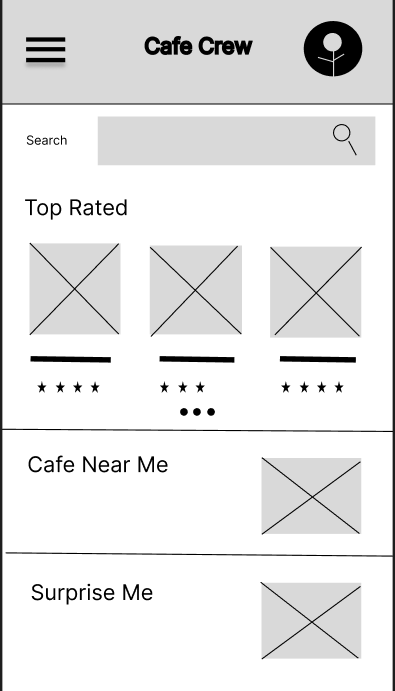 Cafe Crew
Search
Top Rated
Cafe Near Me
Surprise Me